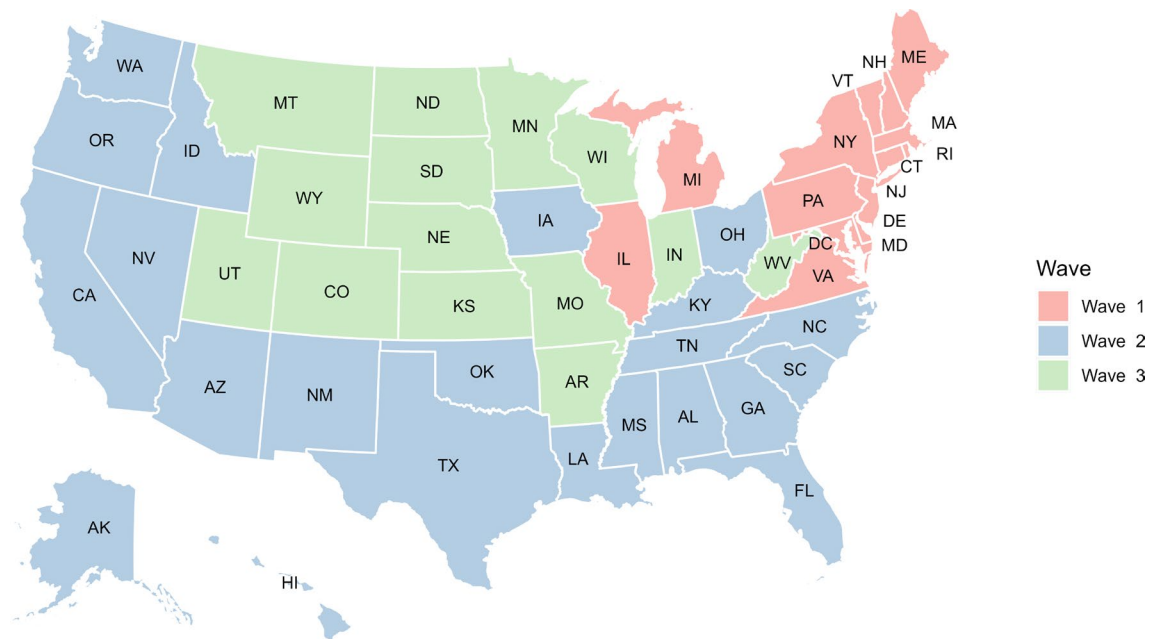 ME
NH
VT
WA
MT
ND
MN
MA
OR
ID
NY
RI
WI
CT
SD
MI
NJ
WY
PA
IA
DE
NE
OH
DC
MD
NV
UT
IL
IN
WV
VA
CA
CO
KS
MO
KY
NC
TN
OK
SC
AZ
NM
AR
GA
MS
AL
TX
LA
FL
AK
HI
Wave
Wave 1
Wave 2
Wave 3